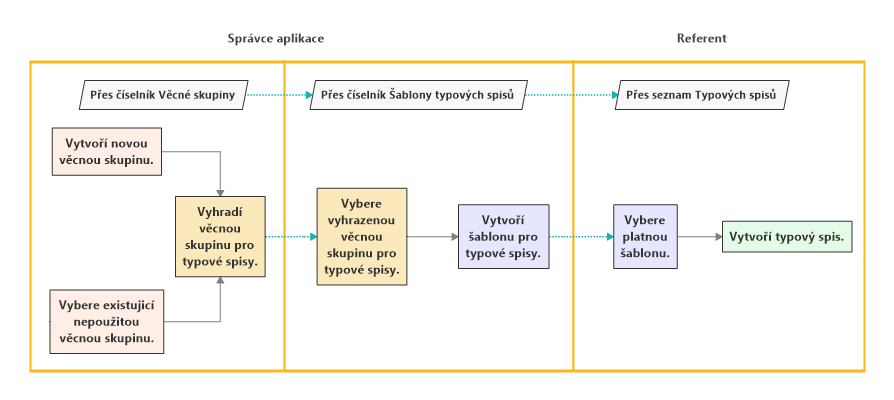 Správce aplikace
Referent
Přes číselník Věcné skupiny
Přes číselník Šablony typových spisů
Přes seznam Typových spisů
Vytvoří novou
věcnou skupinu.
Vyhradí
věcnou
skupinu pro
typové spisy.
Vybere existujicí
nepoužitou
věcnou skupinu.
Vybere
vyhrazenou
věcnou
skupinu pro
typové spisy.
Vytvoří
šablonu pro
typové spisy.
Vybere
platnou
šablonu.
Vytvoří typový spis.